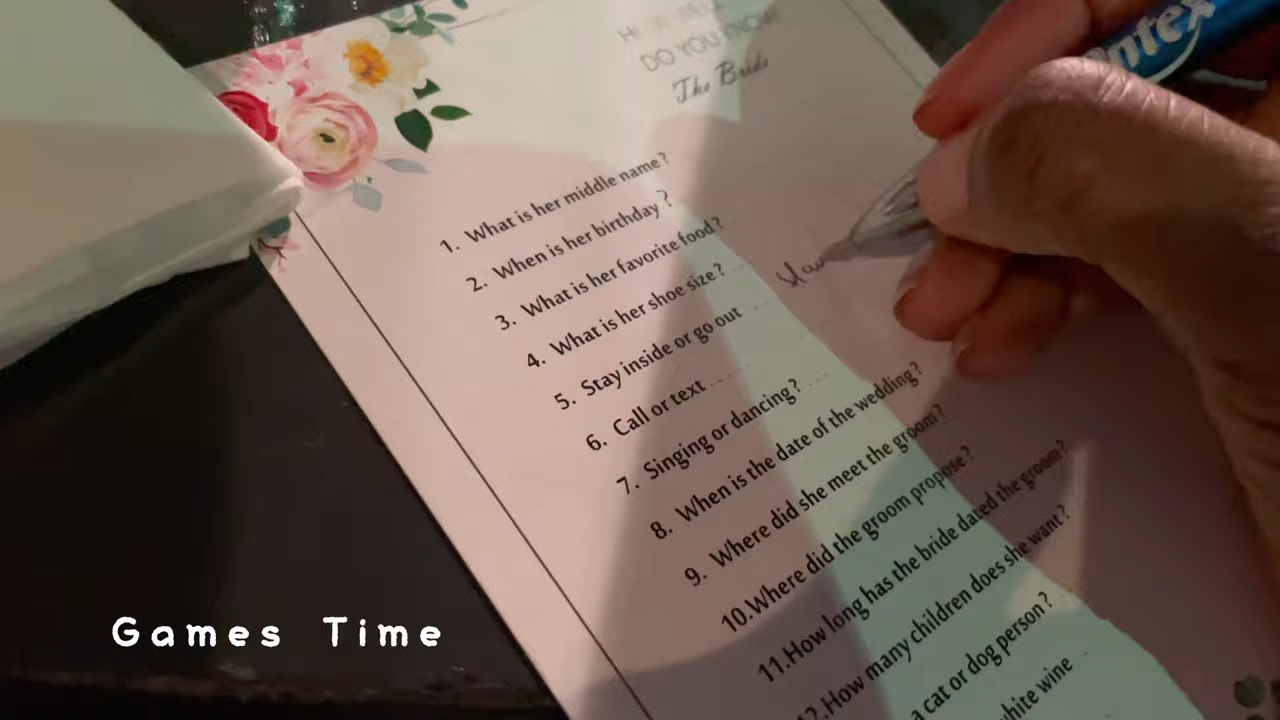 DO YOU KNOW
The Bride
1. What is her middle name?
2. When is her birthday?
3. What is her favorite food?
4. What is her shoe size?
5. Stay inside or go out
6. Call or text
7. Singing or dancing?
8. When is the date of the wedding?
9. Where did she meet the groom?
10.Where did the groom propose?
11.How long has the bride dated the groom?
12.How many children does she want?
a cat or dog person?
white wine
ntex
Games Time